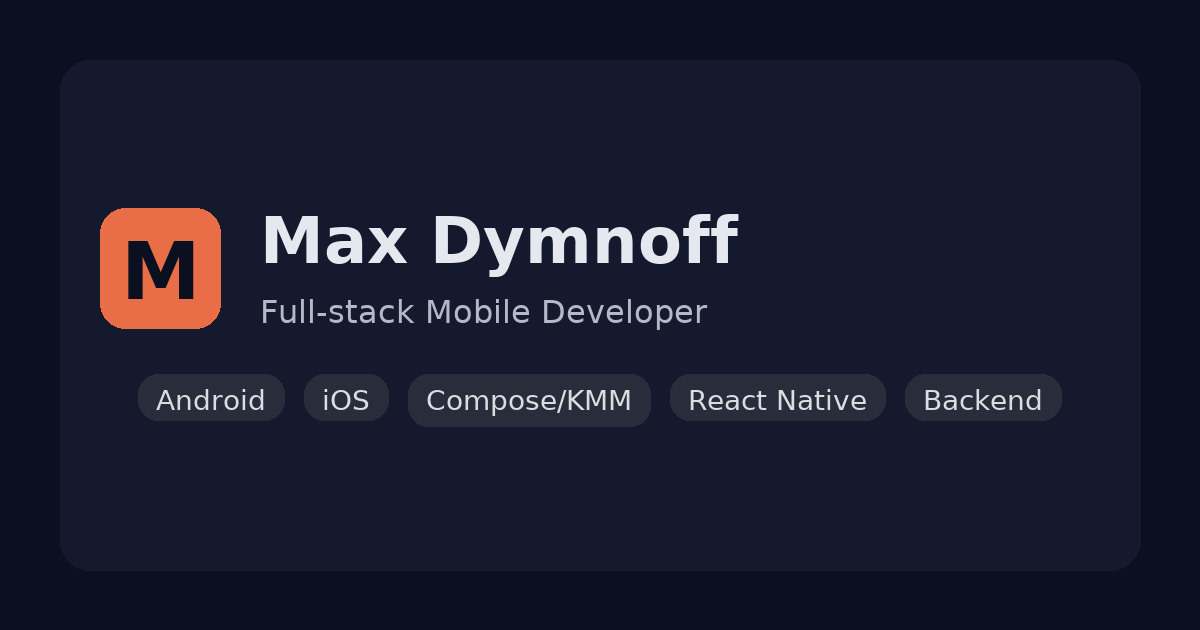 M
Max Dymnoff
Full-stack Mobile Developer
Android iOS Compose/KMM React Native Backend